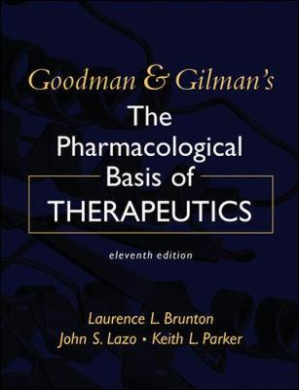 Goodman & Gilman's
The
Pharmacological
Basis of
THERAPEUTICS
eleventh edition
Laurence L. Brunton
John S. Lazo • Keith L. Parker